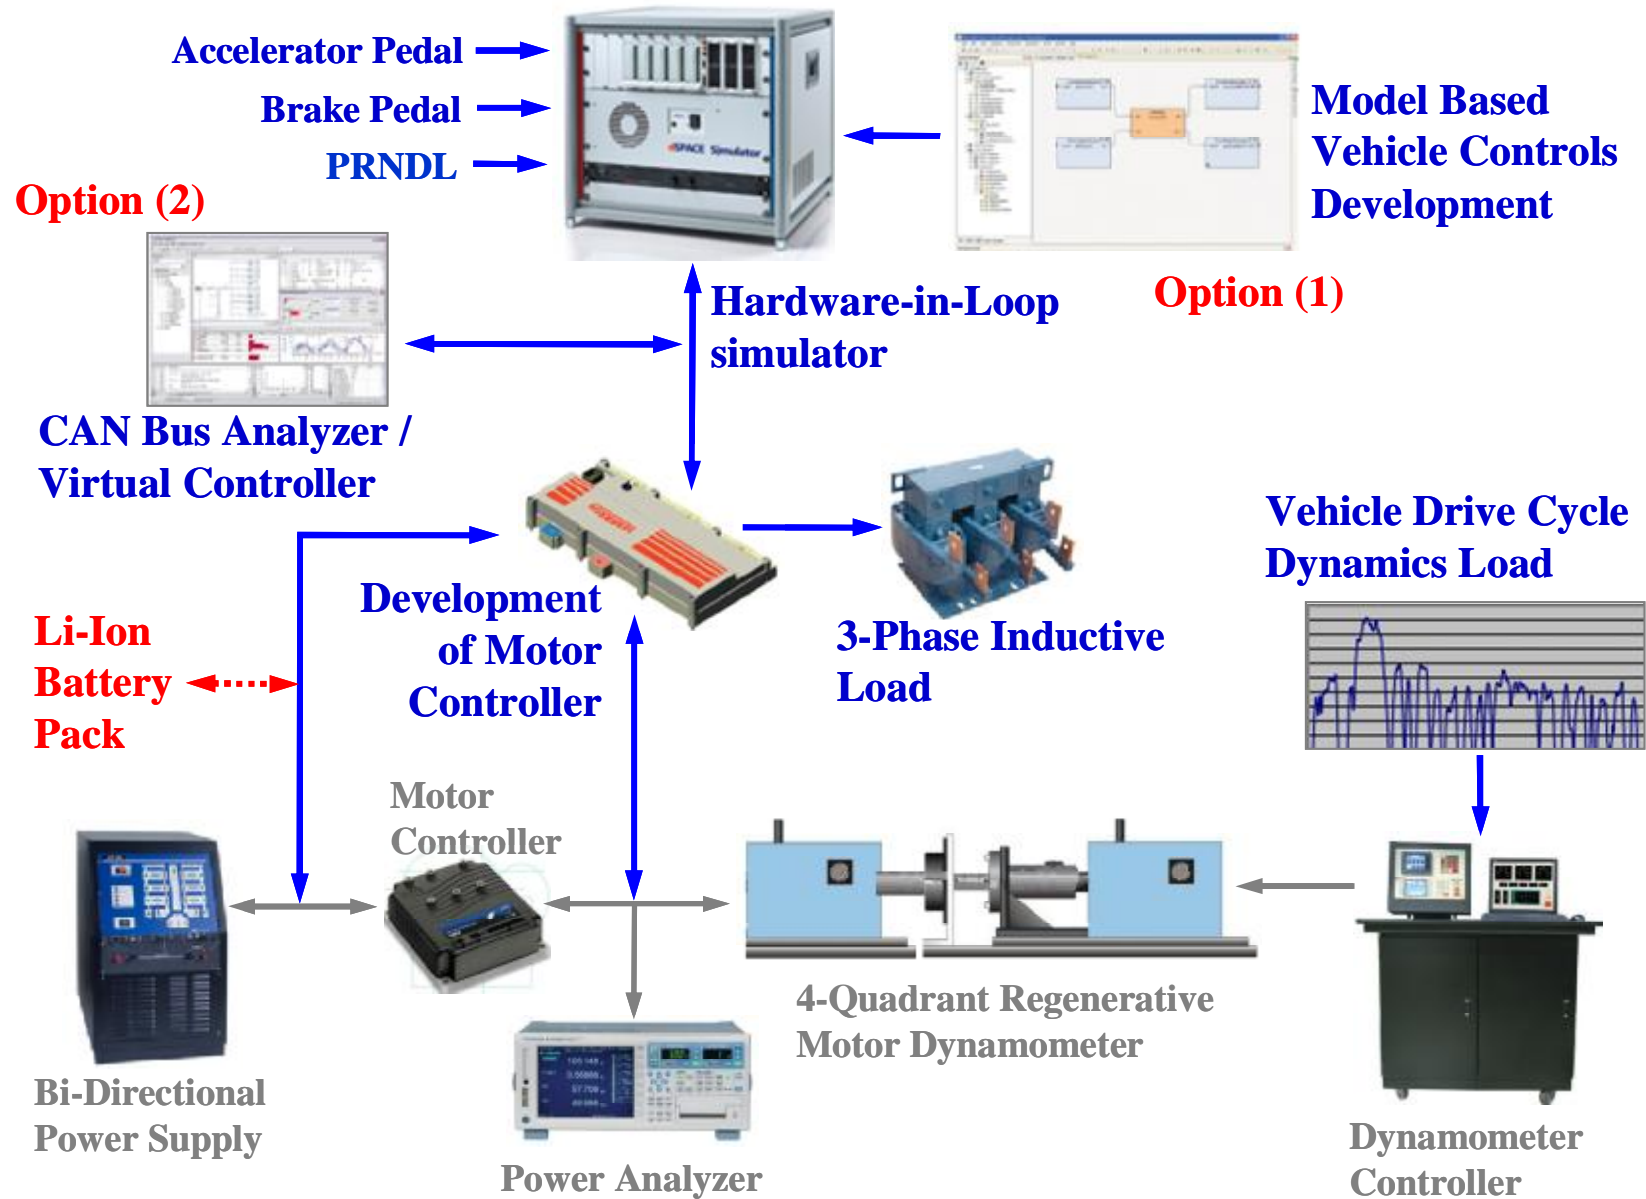 Accelerator Pedal
Brake Pedal
PRNDL
dSPACE Simulator
Model Based
Vehicle Controls
Development
Option (1)
Option (2)
CAN Bus Analyzer /
Virtual Controller
Hardware-in-Loop
simulator
Development
of Motor
Controller
3-Phase Inductive
Load
Vehicle Drive Cycle
Dynamics Load
Li-Ion
Battery
Pack
Motor
Controller
Bi-Directional
Power Supply
Power Analyzer
4-Quadrant Regenerative
Motor Dynamometer
Dynamometer
Controller